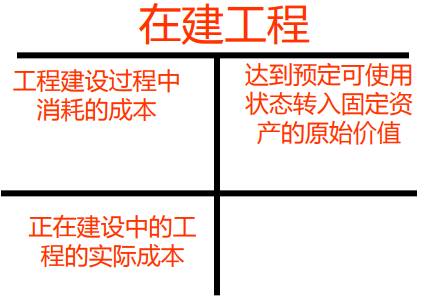 在建工程
工程建设过程中
消耗的成本
达到预定可使用
状态转入固定资
产的原始价值
正在建设中的工
程的实际成本